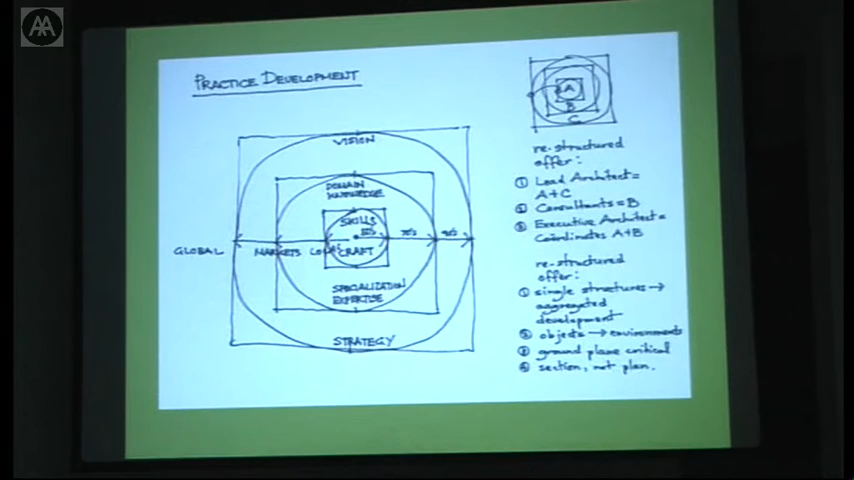 AA
PRACTICE DEVELOPMENT
VISION
DOMAIN
KNOWLEDGE
SKILLS
70's
GLOBAL
MARKETS
LOCAL
CRAFT
SPECIALIZATION
EXPERTISE
STRATEGY
A
B
C
re-structured
offer:
① Lead Architect =
A+C
② Consultants = B
③ Executive Architect =
Coordinates A+B
re-structured
offer:
① single structures →
aggregated
development
② objects → environments
③ ground plane critical
④ section, not plan.